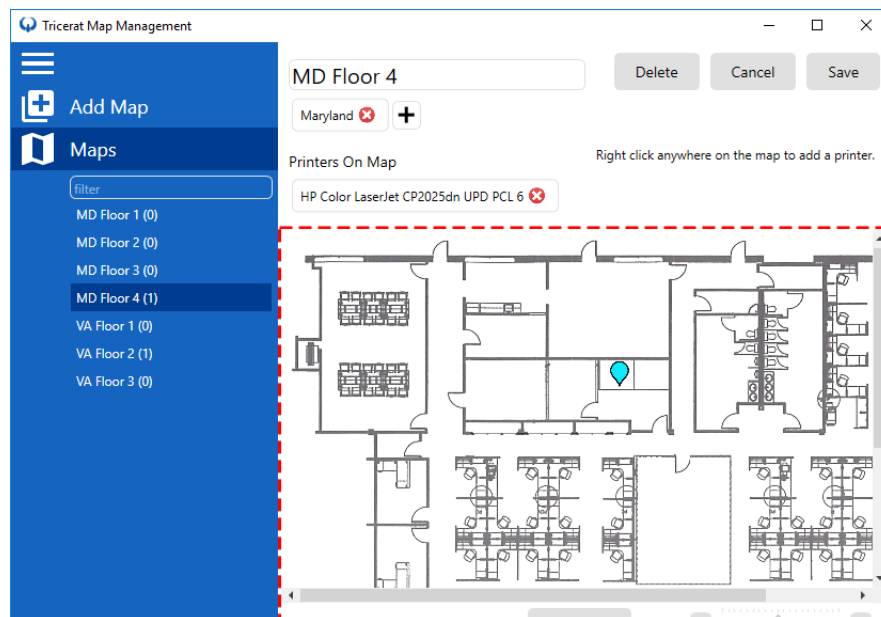 Tricerat Map Management
Add Map
Maps
filter
MD Floor 1 (0)
MD Floor 2 (0)
MD Floor 3 (0)
MD Floor 4 (1)
VA Floor 1 (0)
VA Floor 2 (1)
VA Floor 3 (0)
MD Floor 4
Delete
Cancel
Save
Maryland
Printers On Map
Right click anywhere on the map to add a printer.
HP Color LaserJet CP2025dn UPD PCL 6